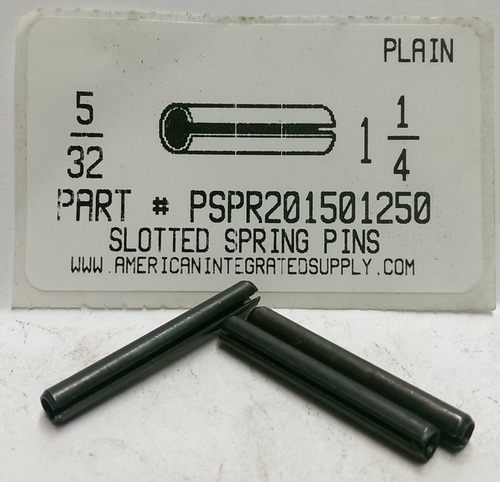 PLAIN
5/32 1 1/4
PART # PSPR201501250
SLOTTED SPRING PINS
WWW.AMERICANINTEGRATEDSUPPLY.COM